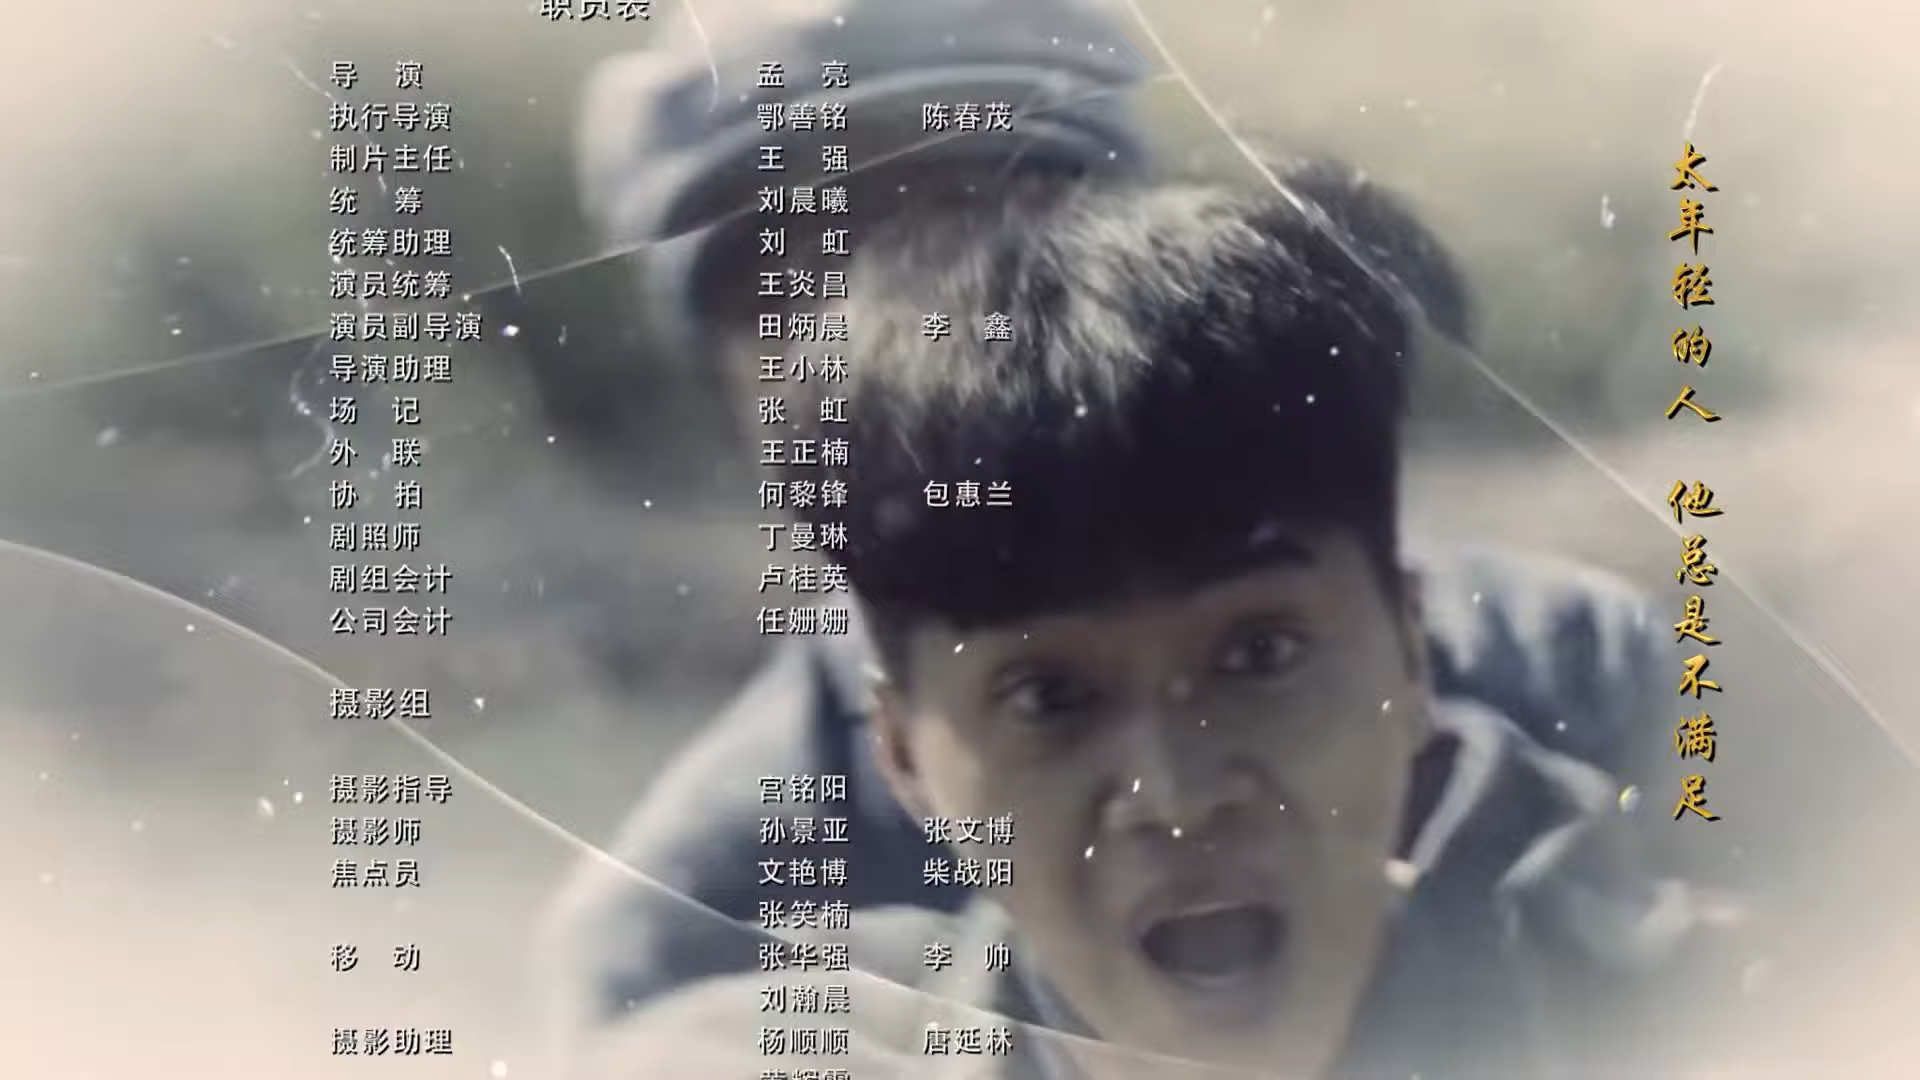 职员表
导 演 孟 亮
执行导演 鄂善铭 陈春茂
制片主任 王 强
统 筹 刘晨曦
统筹助理 刘 虹
演员统筹 王炎昌
演员副导演 田炳晨 李 鑫
导演助理 王小林
场 记 张 虹
外 联 王正楠
协 拍 何黎锋 包惠兰
剧照师 丁曼琳
剧组会计 卢桂英
公司会计 任姗姗
摄影组
摄影指导 宫铭阳
摄影师 孙景亚 张文博
焦点员 文艳博 柴战阳
张笑楠
移 动 张华强 李 帅
刘瀚晨
摄影助理 杨顺顺 唐延林
太年轻的人 他总是不满足